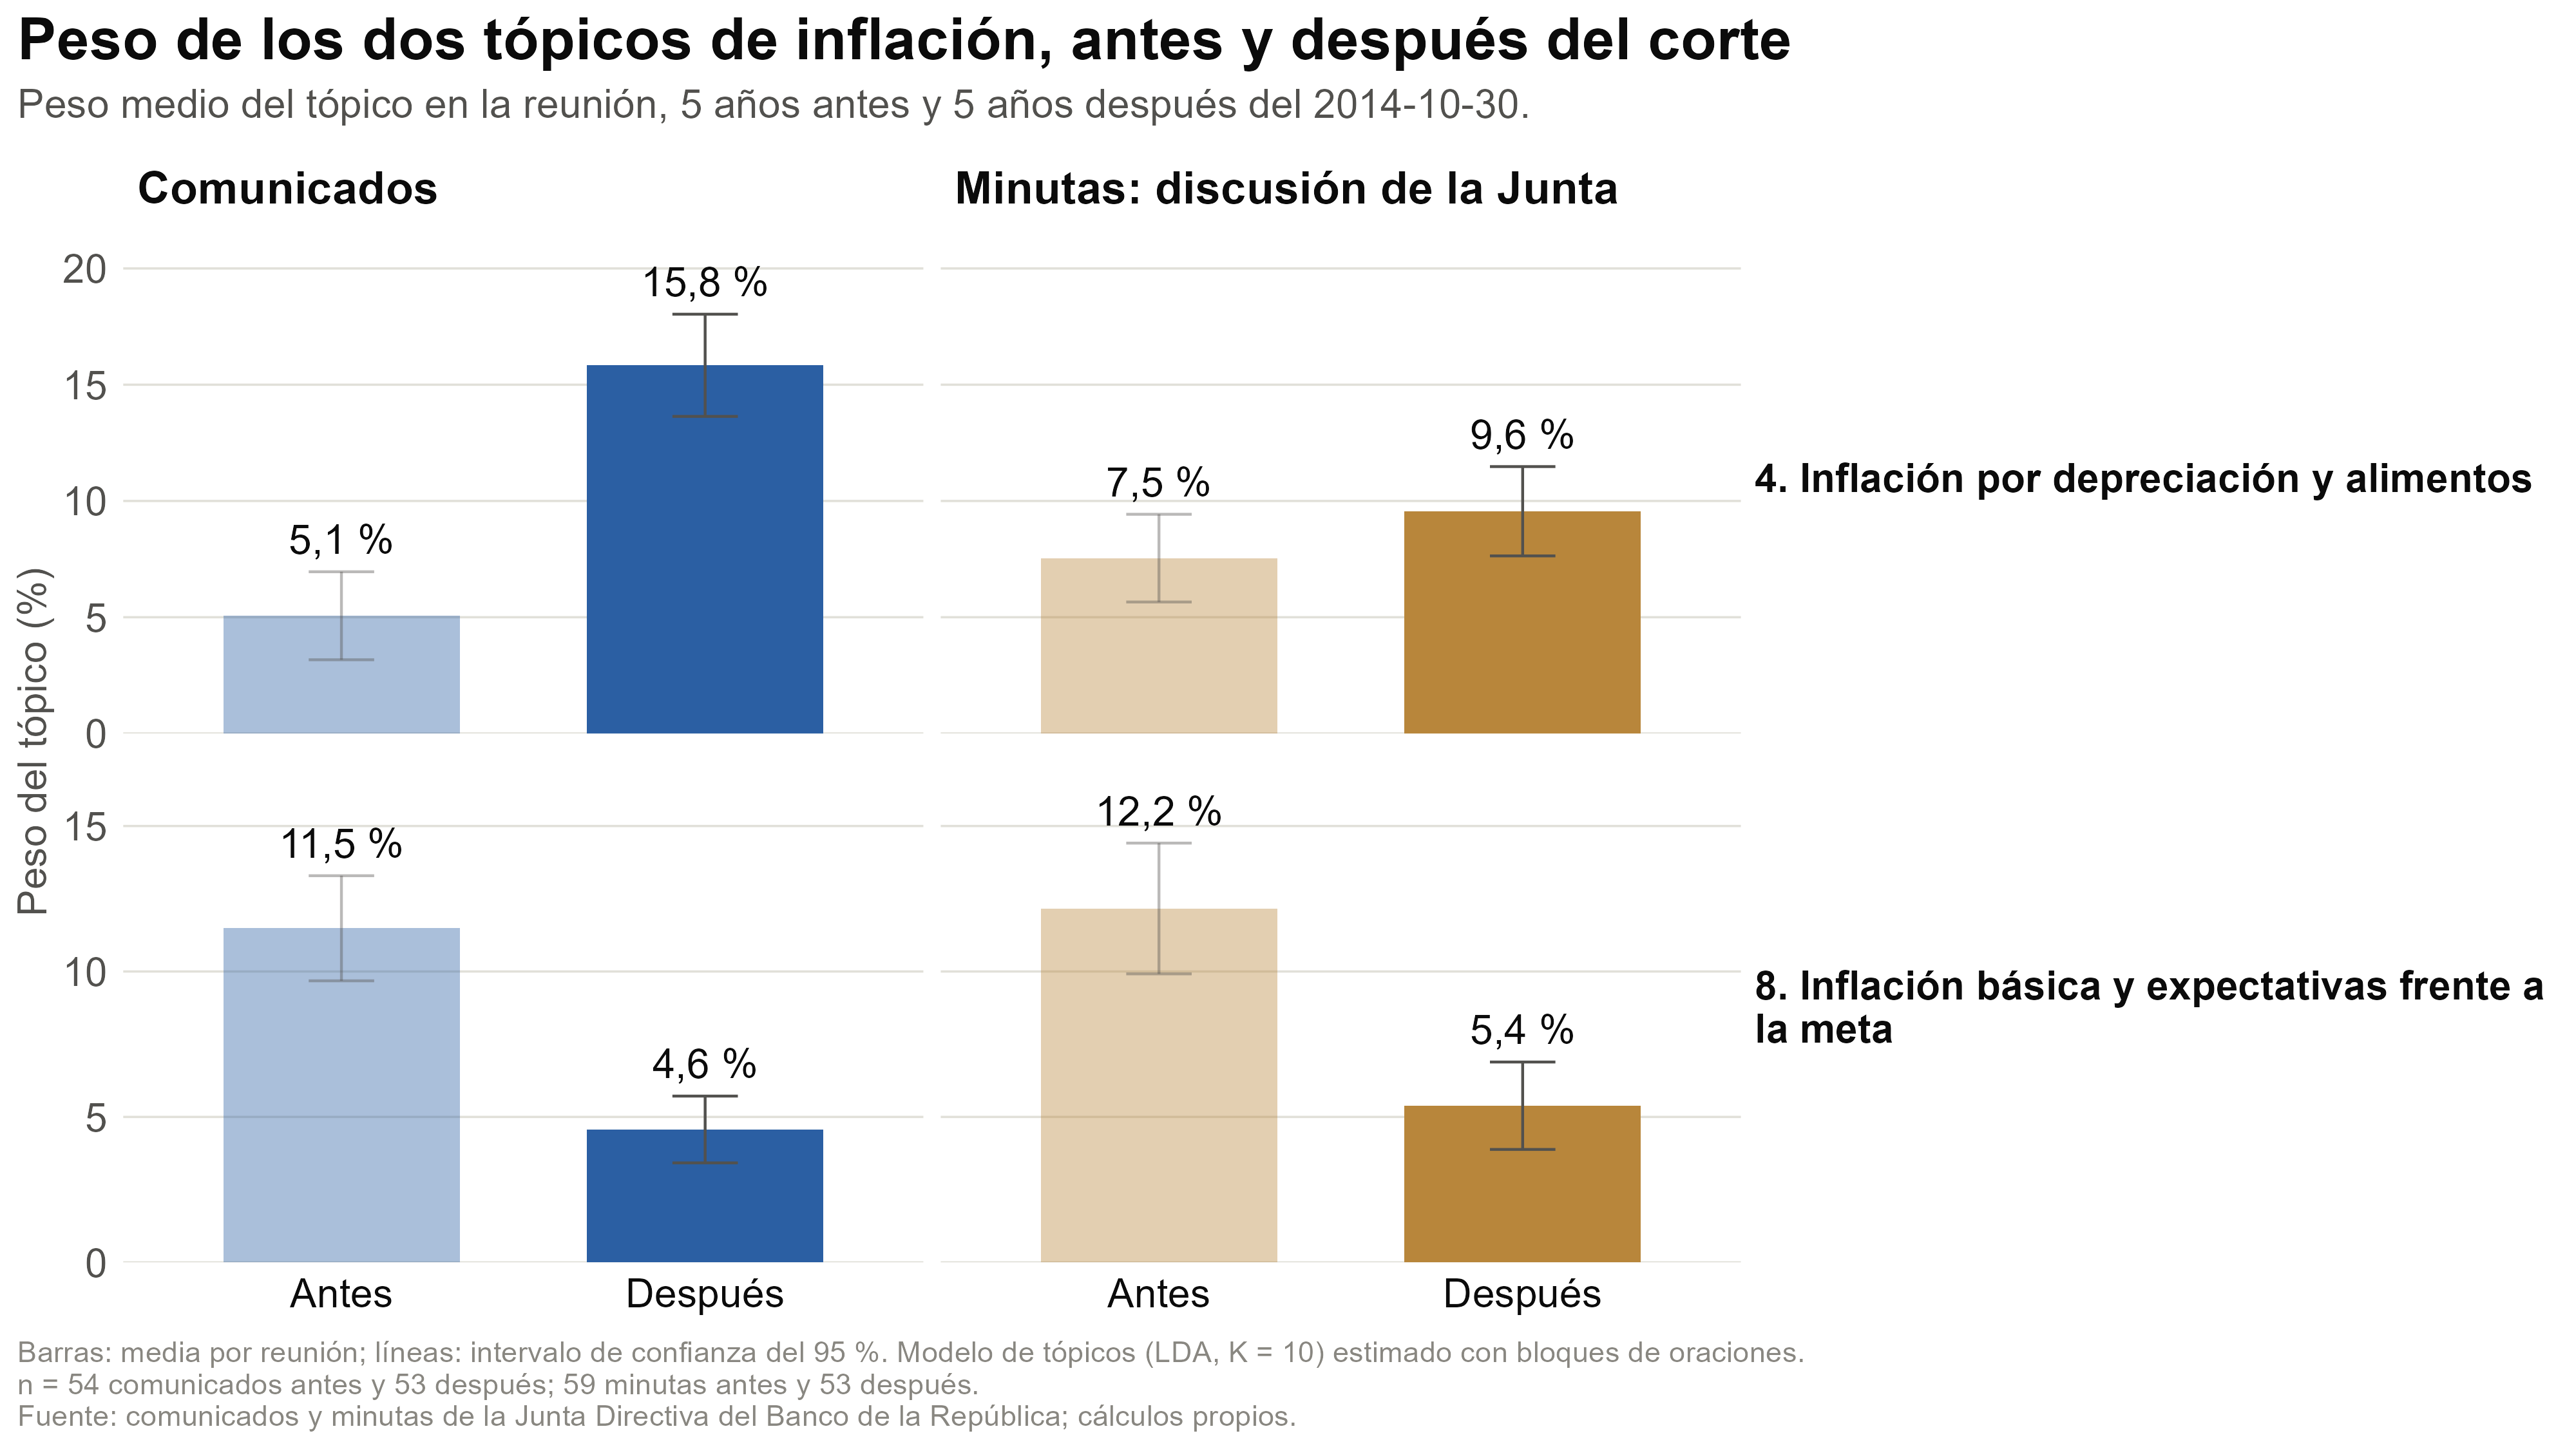 Peso de los dos tópicos de inflación, antes y después del corte
Peso medio del tópico en la reunión, 5 años antes y 5 años después del 2014-10-30.
Comunicados
Minutas: discusión de la Junta
Peso del tópico (%)
20
15
10
5
0
5,1 %
15,8 %
7,5 %
9,6 %
4. Inflación por depreciación y alimentos
15
10
5
0
11,5 %
4,6 %
12,2 %
5,4 %
8. Inflación básica y expectativas frente a
la meta
Antes
Después
Antes
Después
Barras: media por reunión; líneas: intervalo de confianza del 95 %. Modelo de tópicos (LDA, K = 10) estimado con bloques de oraciones.
n = 54 comunicados antes y 53 después; 59 minutas antes y 53 después.
Fuente: comunicados y minutas de la Junta Directiva del Banco de la República; cálculos propios.